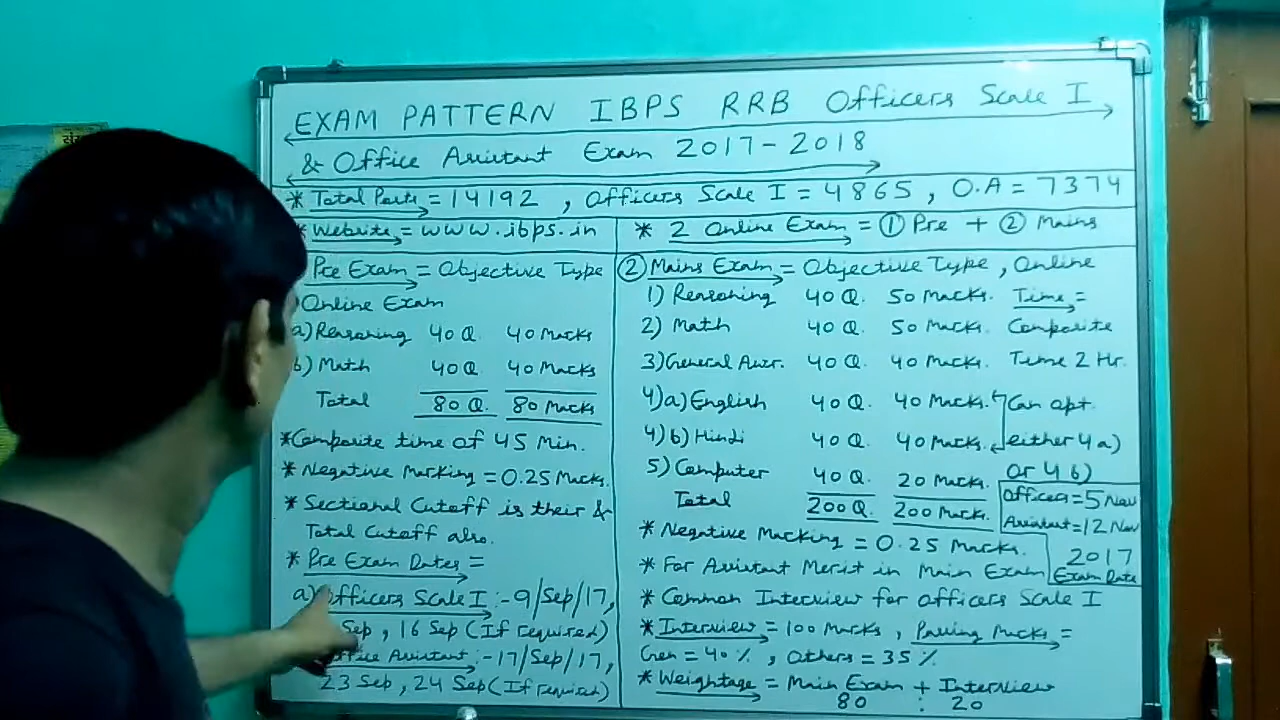 EXAM PATTERN IBPS RRB Officers Scale I
& Office Assistant Exam 2017-2018
* Total Posts = 14192 , Officers Scale I = 4865 , O.A = 7374
* Website = www.ibps.in
* 2 Online Exam = ① Pre + ② Mains
Pre Exam = Objective Type
Online Exam
a) Reasoning 40 Q. 40 Marks
b) Math 40 Q. 40 Marks
Total 80 Q. 80 Marks
* Composite time of 45 Min.
* Negative Marking = 0.25 Marks.
* Sectional Cutoff is their &
Total Cutoff also.
* Pre Exam Dates =
a) Officers Scale I :- 9/Sep/17,
Sep , 16 Sep (If required)
Office Assistant :- 17/Sep/17,
23 Sep , 24 Sep (If required)
② Mains Exam = Objective Type , Online
1) Reasoning 40 Q. 50 Marks. Time =
2) Math 40 Q. 50 Marks. Composite
3) General Awr. 40 Q. 40 Marks. Time 2 Hr.
4) a) English 40 Q. 40 Marks. Can opt.
4) b) Hindi 40 Q. 40 Marks. either 4 a)
or 4 b)
5) Computer 40 Q. 20 Marks.
Total 200 Q. 200 Marks.
Officers = 5 Nov
Assistant = 12 Nov
2017
Exam Date
* Negative Marking = 0.25 Marks.
* For Assistant Merit in Main Exam
* Common Interview for Officers Scale I
* Interview = 100 Marks , Passing Marks =
Gen = 40 % , Others = 35 %
* Weightage = Main Exam + Interview
80 : 20